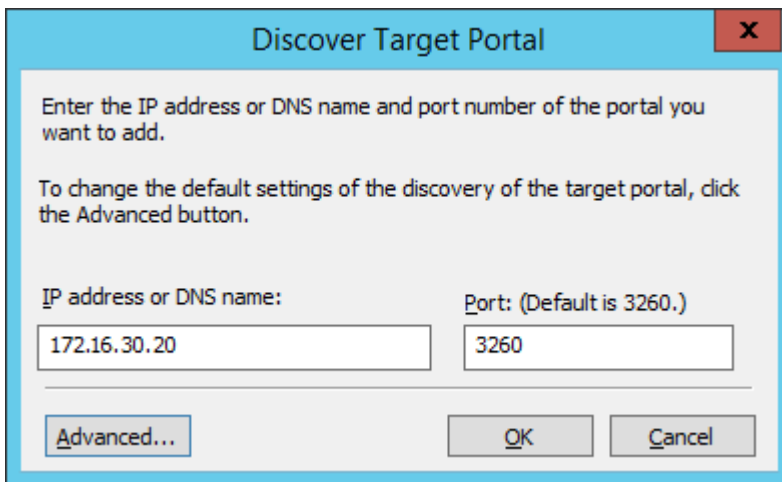 Discover Target Portal
x
Enter the IP address or DNS name and port number of the portal you
want to add.
To change the default settings of the discovery of the target portal, click
the Advanced button.
IP address or DNS name:
Port: (Default is 3260.)
172.16.30.20
3260
Advanced...
OK
Cancel